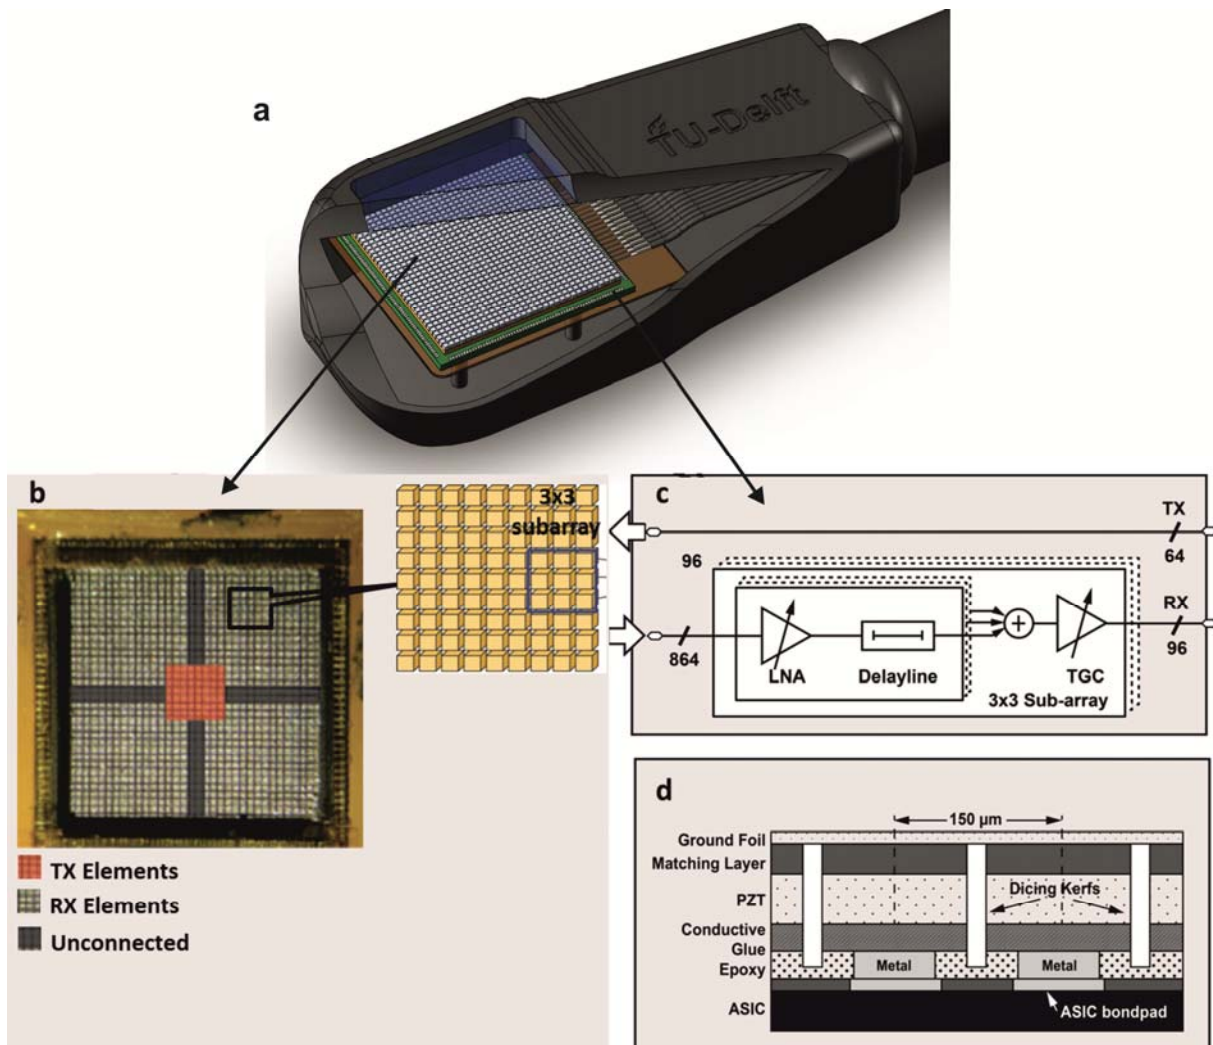 a
TU-Delft
b
3x3
subarray
TX Elements
RX Elements
Unconnected
c
TX
64
96
RX
864
96
LNA
Delayline
TGC
3x3 Sub-array
d
150 µm
Ground Foil
Matching Layer
PZT
Dicing Kerfs
Conductive
Glue
Epoxy
Metal
Metal
ASIC
ASIC bondpad